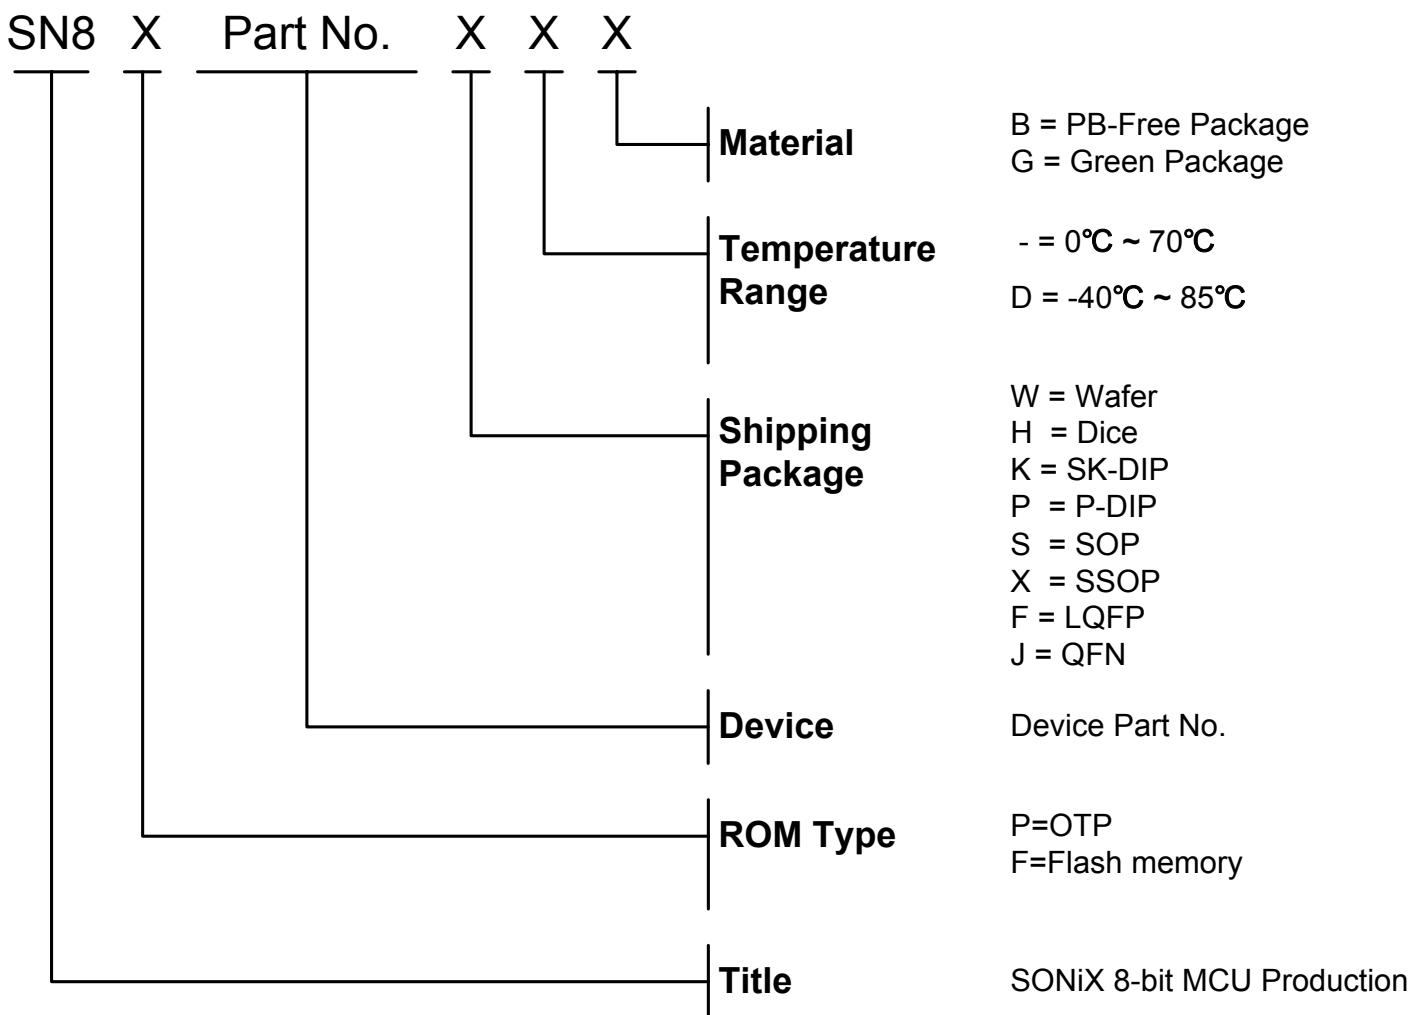 SN8 X Part No. X X X
Material
B = PB-Free Package
G = Green Package
Temperature
Range
- = 0℃ ~ 70℃
D = -40℃ ~ 85℃
Shipping
Package
W = Wafer
H = Dice
K = SK-DIP
P = P-DIP
S = SOP
X = SSOP
F = LQFP
J = QFN
Device
Device Part No.
ROM Type
P=OTP
F=Flash memory
Title
SONiX 8-bit MCU Production